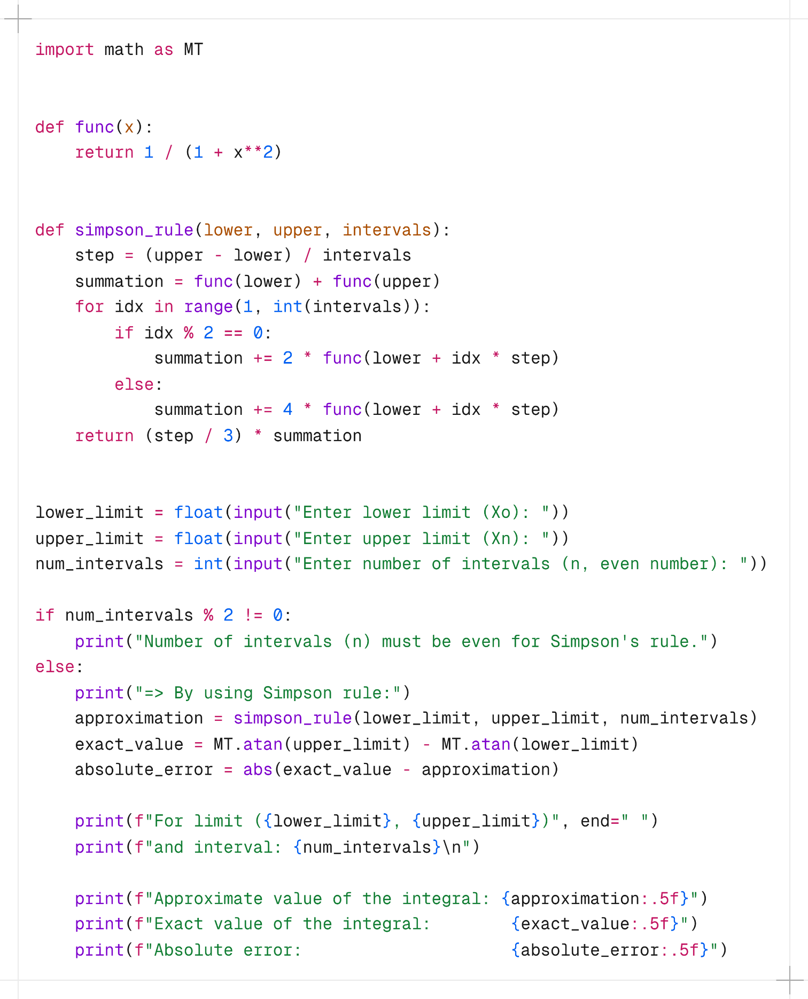 import math as MT
def func(x):
    return 1 / (1 + x**2)
def simpson_rule(lower, upper, intervals):
    step = (upper - lower) / intervals
    summation = func(lower) + func(upper)
    for idx in range(1, int(intervals)):
        if idx % 2 == 0:
            summation += 2 * func(lower + idx * step)
        else:
            summation += 4 * func(lower + idx * step)
    return (step / 3) * summation
lower_limit = float(input("Enter lower limit (Xo): "))
upper_limit = float(input("Enter upper limit (Xn): "))
num_intervals = int(input("Enter number of intervals (n, even number): "))
if num_intervals % 2 != 0:
    print("Number of intervals (n) must be even for Simpson's rule.")
else:
    print("=> By using Simpson rule:")
    approximation = simpson_rule(lower_limit, upper_limit, num_intervals)
    exact_value = MT.atan(upper_limit) - MT.atan(lower_limit)
    absolute_error = abs(exact_value - approximation)
    print(f"For limit ({lower_limit}, {upper_limit})", end=" ")
    print(f"and interval: {num_intervals}\n")
    print(f"Approximate value of the integral: {approximation:.5f}")
    print(f"Exact value of the integral:        {exact_value:.5f}")
    print(f"Absolute error:                     {absolute_error:.5f}")